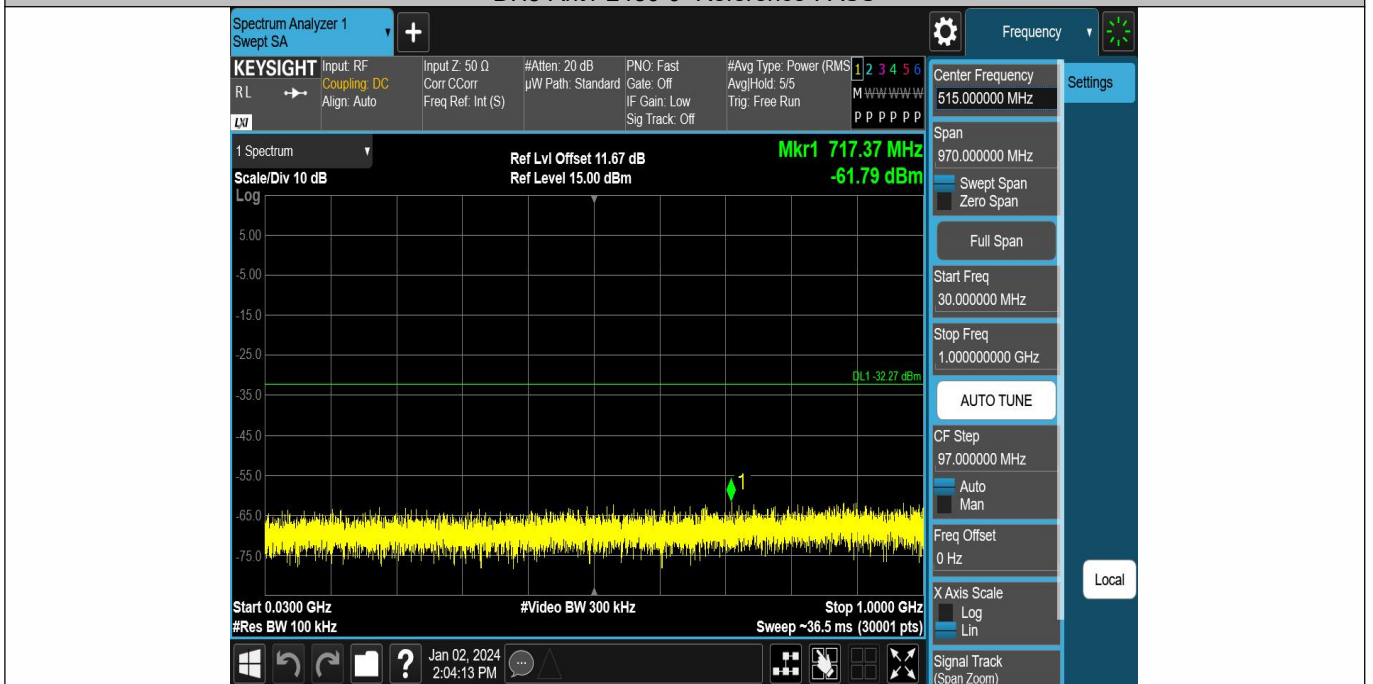 Spectrum Analyzer 1
Swept SA
+
Frequency
KEYSIGHT
RL
LXI
Input: RF
Coupling: DC
Align: Auto
Input Z: 50 Ω
Corr CCorr
Freq Ref: Int (S)
#Atten: 20 dB
µW Path: Standard
PNO: Fast
Gate: Off
IF Gain: Low
Sig Track: Off
#Avg Type: Power (RMS
Avg|Hold: 5/5
Trig: Free Run
1 2 3 4 5 6
M W W W W W
P P P P P P
1 Spectrum
Scale/Div 10 dB
Log
Ref Lvl Offset 11.67 dB
Ref Level 15.00 dBm
Mkr1 717.37 MHz
-61.79 dBm
5.00
-5.00
-15.0
-25.0
DL1 -32.27 dBm
-35.0
-45.0
-55.0
1
-65.0
-75.0
Start 0.0300 GHz
#Res BW 100 kHz
#Video BW 300 kHz
Stop 1.0000 GHz
Sweep ~36.5 ms (30001 pts)
Jan 02, 2024
2:04:13 PM
?
Center Frequency
515.000000 MHz
Span
970.000000 MHz
Swept Span
Zero Span
Full Span
Start Freq
30.000000 MHz
Stop Freq
1.000000000 GHz
AUTO TUNE
CF Step
97.000000 MHz
Auto
Man
Freq Offset
0 Hz
X Axis Scale
Log
Lin
Signal Track
(Span Zoom)
Settings
Local